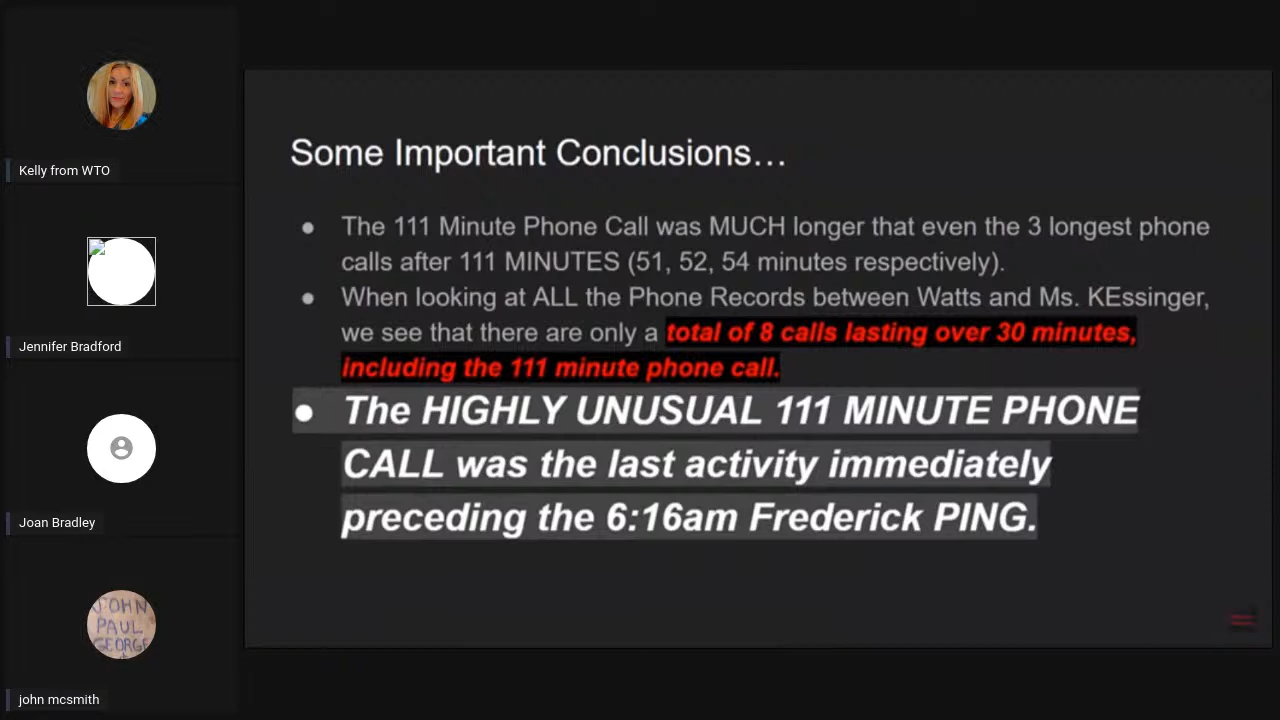 Kelly from WTO
Jennifer Bradford
Joan Bradley
JOHN
PAUL
GEORGE
john mcsmith
Some Important Conclusions…
● The 111 Minute Phone Call was MUCH longer that even the 3 longest phone
calls after 111 MINUTES (51, 52, 54 minutes respectively).
● When looking at ALL the Phone Records between Watts and Ms. KEssinger,
we see that there are only a total of 8 calls lasting over 30 minutes,
including the 111 minute phone call.
● The HIGHLY UNUSUAL 111 MINUTE PHONE
CALL was the last activity immediately
preceding the 6:16am Frederick PING.